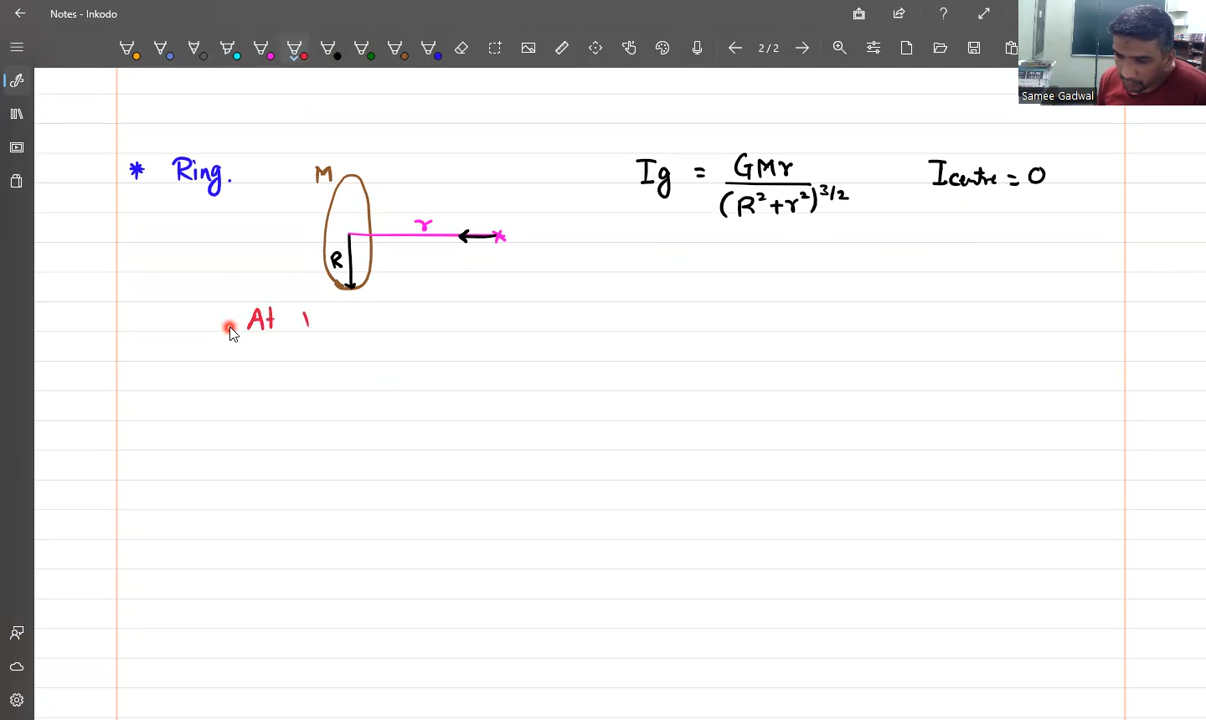 Notes - Inkodo
2/2
Samee Gadwal
* Ring.
M
r
R
Ig = GMr / (R²+r²)^3/2
Icentre = 0
At